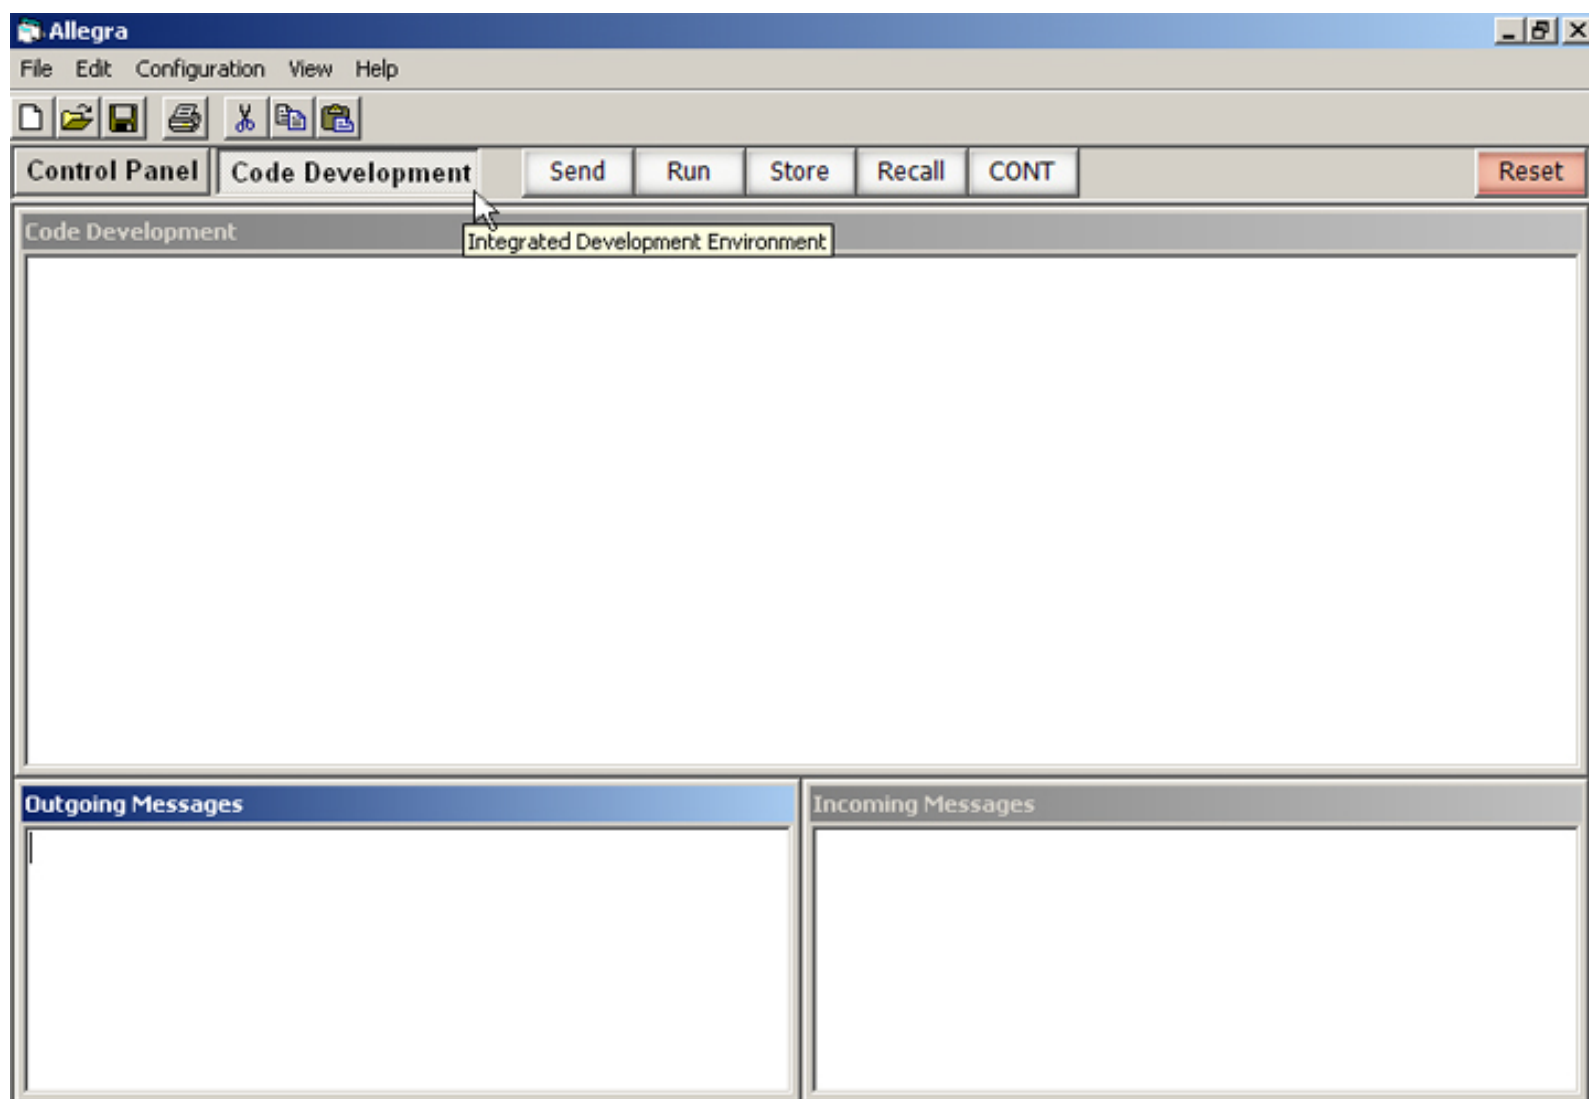 Allegra
File Edit Configuration View Help
Control Panel Code Development Send Run Store Recall CONT Reset
Code Development
Integrated Development Environment
Outgoing Messages Incoming Messages